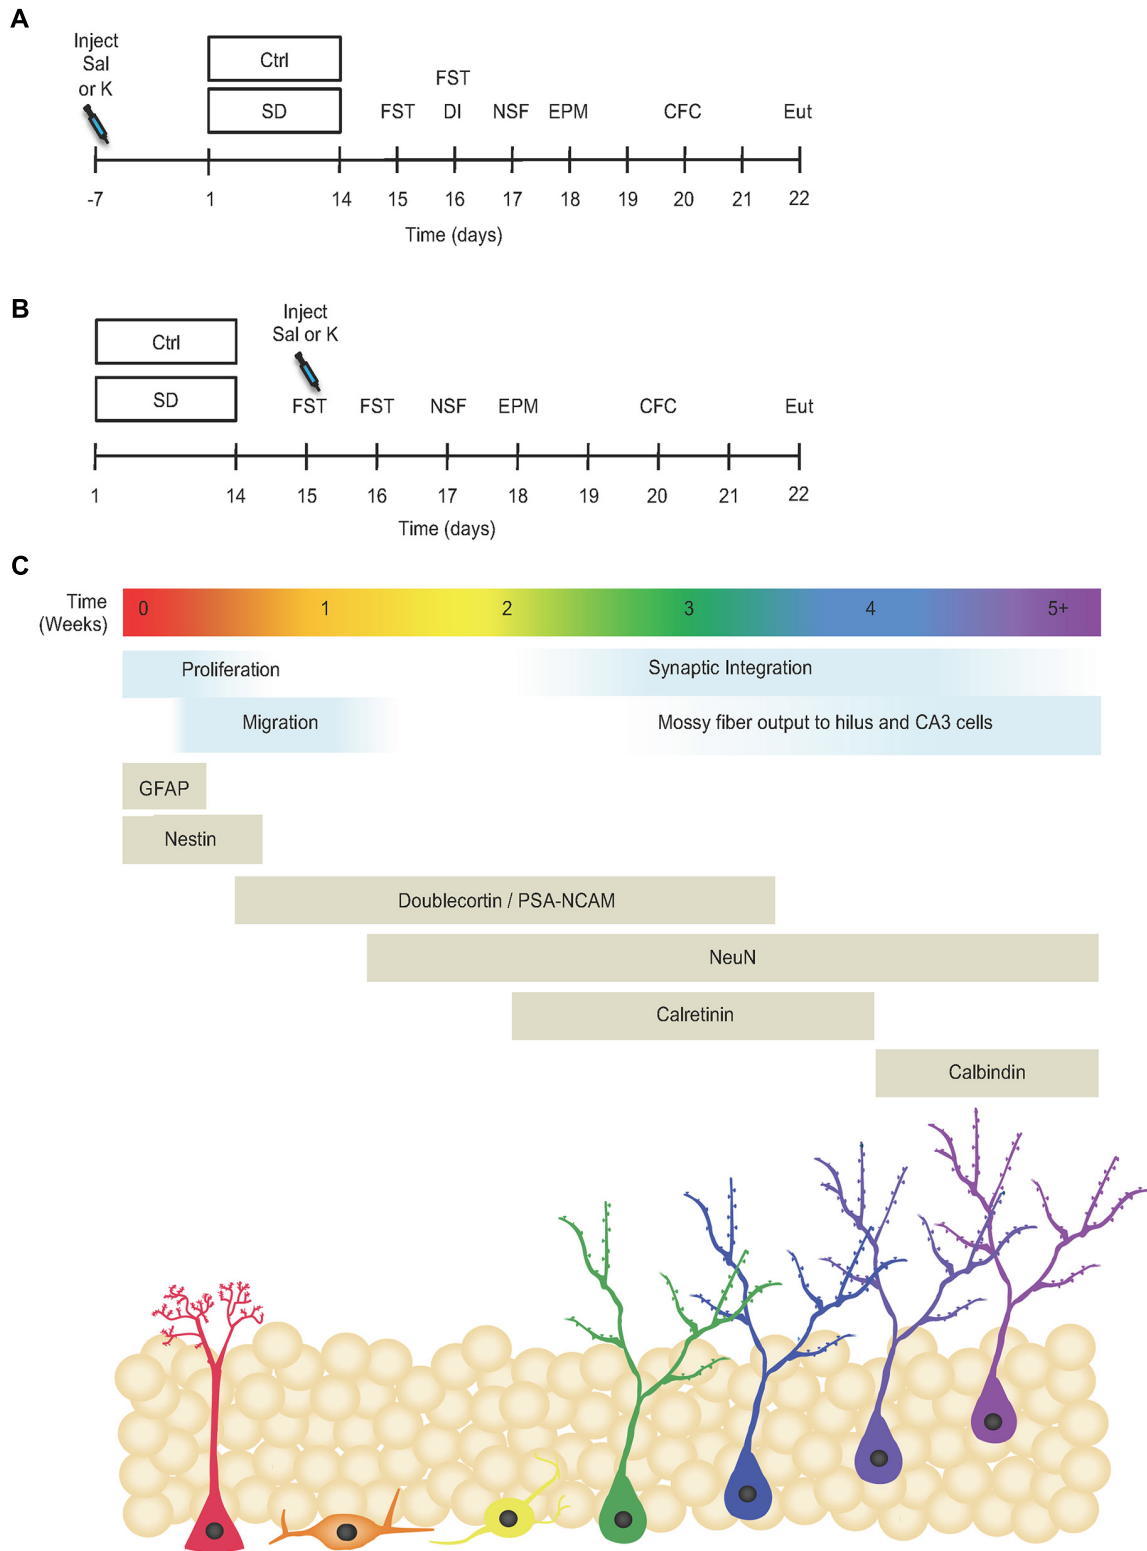 A
Inject
Sal
or K
Ctrl
SD
FST
FST DI NSF EPM CFC Eut
-7 1 14 15 16 17 18 19 20 21 22
Time (days)
B
Inject
Sal or K
Ctrl
SD
FST FST NSF EPM CFC Eut
1 14 15 16 17 18 19 20 21 22
Time (days)
C
Time
(Weeks)
0 1 2 3 4 5+
Proliferation
Synaptic Integration
Migration
Mossy fiber output to hilus and CA3 cells
GFAP
Nestin
Doublecortin / PSA-NCAM
NeuN
Calretinin
Calbindin